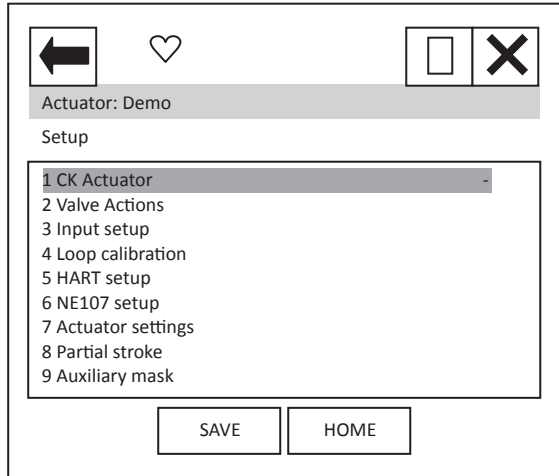 Actuator: Demo
Setup
1 CK Actuator -
2 Valve Actions
3 Input setup
4 Loop calibration
5 HART setup
6 NE107 setup
7 Actuator settings
8 Partial stroke
9 Auxiliary mask
SAVE HOME